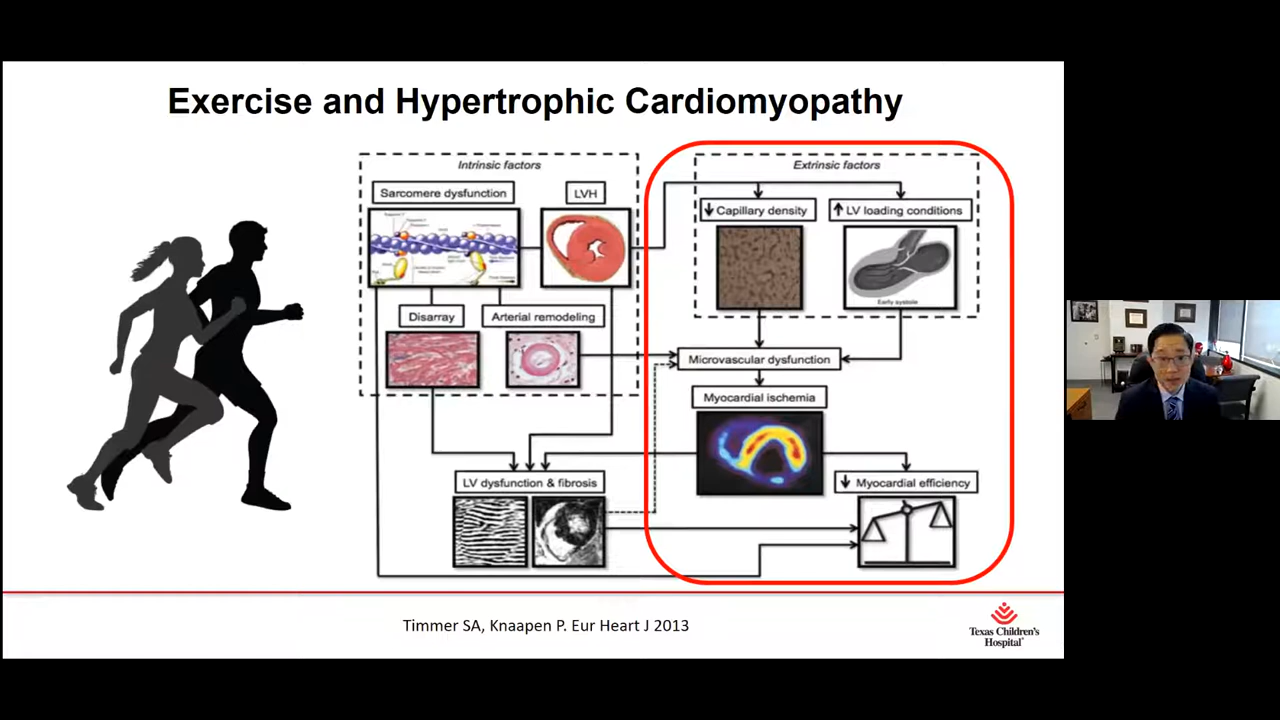 Exercise and Hypertrophic Cardiomyopathy
Intrinsic factors
Extrinsic factors
Sarcomere dysfunction
LVH
Capillary density
LV loading conditions
Early systole
Disarray
Arterial remodeling
Microvascular dysfunction
Myocardial ischemia
LV dysfunction & fibrosis
Myocardial efficiency
Timmer SA, Knaapen P. Eur Heart J 2013
Texas Children's
Hospital